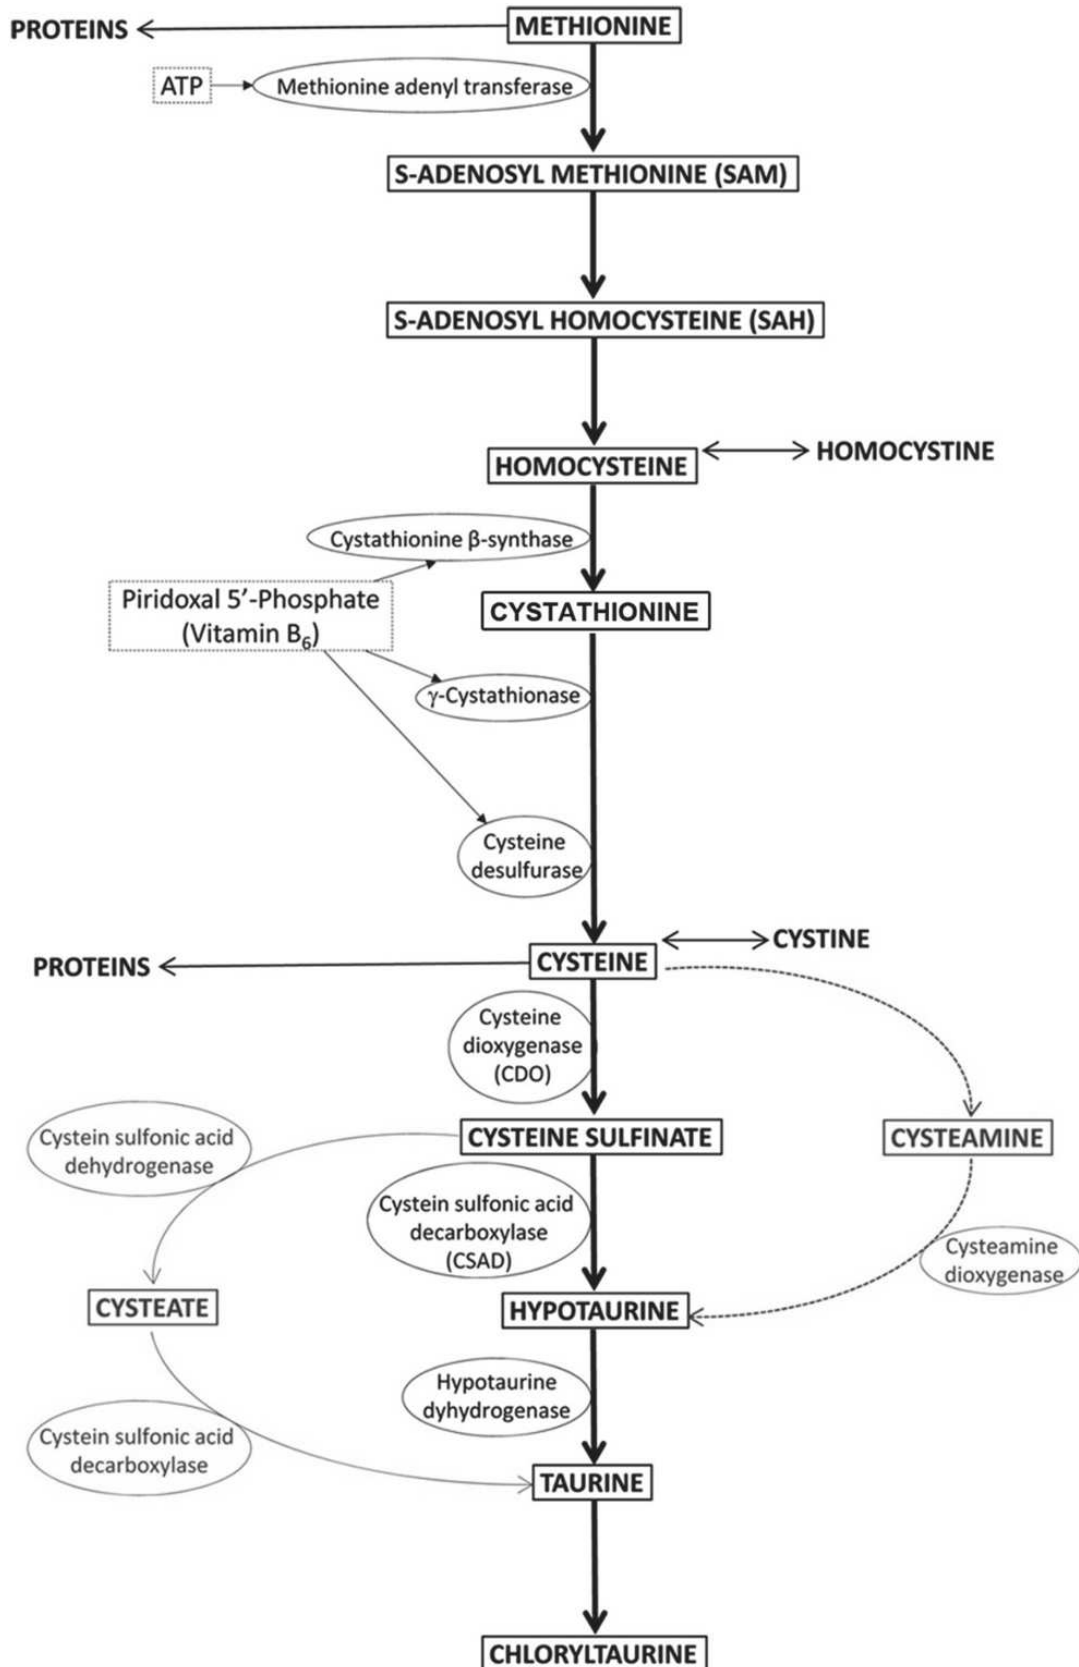 METHIONINE
PROTEINS
ATP
Methionine adenyl transferase
S-ADENOSYL METHIONINE (SAM)
S-ADENOSYL HOMOCYSTEINE (SAH)
HOMOCYSTEINE
HOMOCYSTINE
Cystathionine β-synthase
Piridoxal 5′-Phosphate
(Vitamin B₆)
CYSTATHIONINE
γ-Cystathionase
Cysteine
desulfurase
CYSTINE
CYSTEINE
PROTEINS
Cysteine
dioxygenase
(CDO)
CYSTEINE SULFINATE
CYSTEAMINE
Cystein sulfonic acid
dehydrogenase
Cystein sulfonic acid
decarboxylase
(CSAD)
Cysteamine
dioxygenase
CYSTEATE
HYPOTAURINE
Hypotaurine
dyhydrogenase
Cystein sulfonic acid
decarboxylase
TAURINE
CHLORYLTAURINE